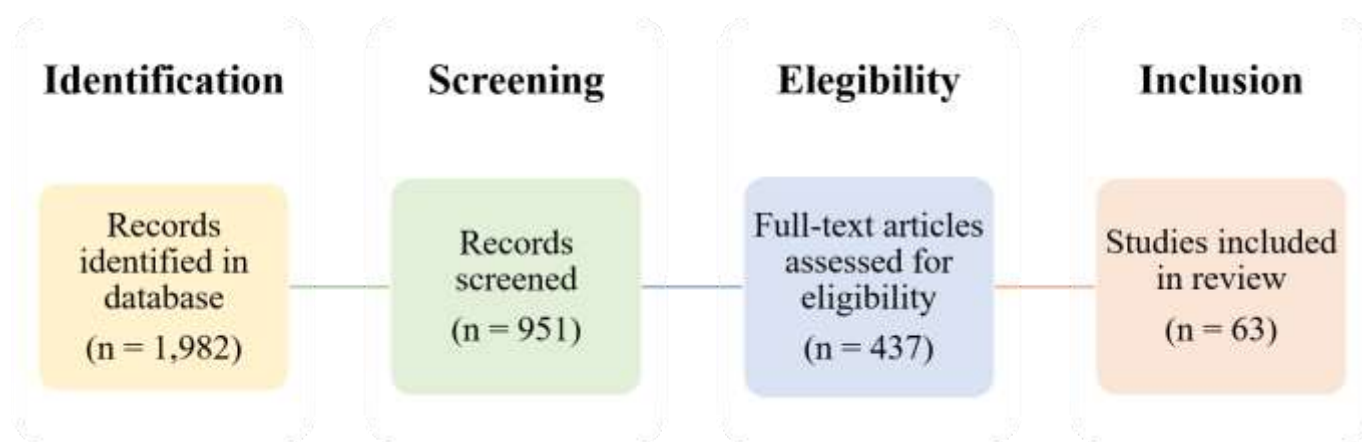 Identification
Screening
Elegibility
Inclusion
Records
identified in
database
(n = 1,982)
Records
screened
(n = 951)
Full-text articles
assessed for
eligibility
(n = 437)
Studies included
in review
(n = 63)